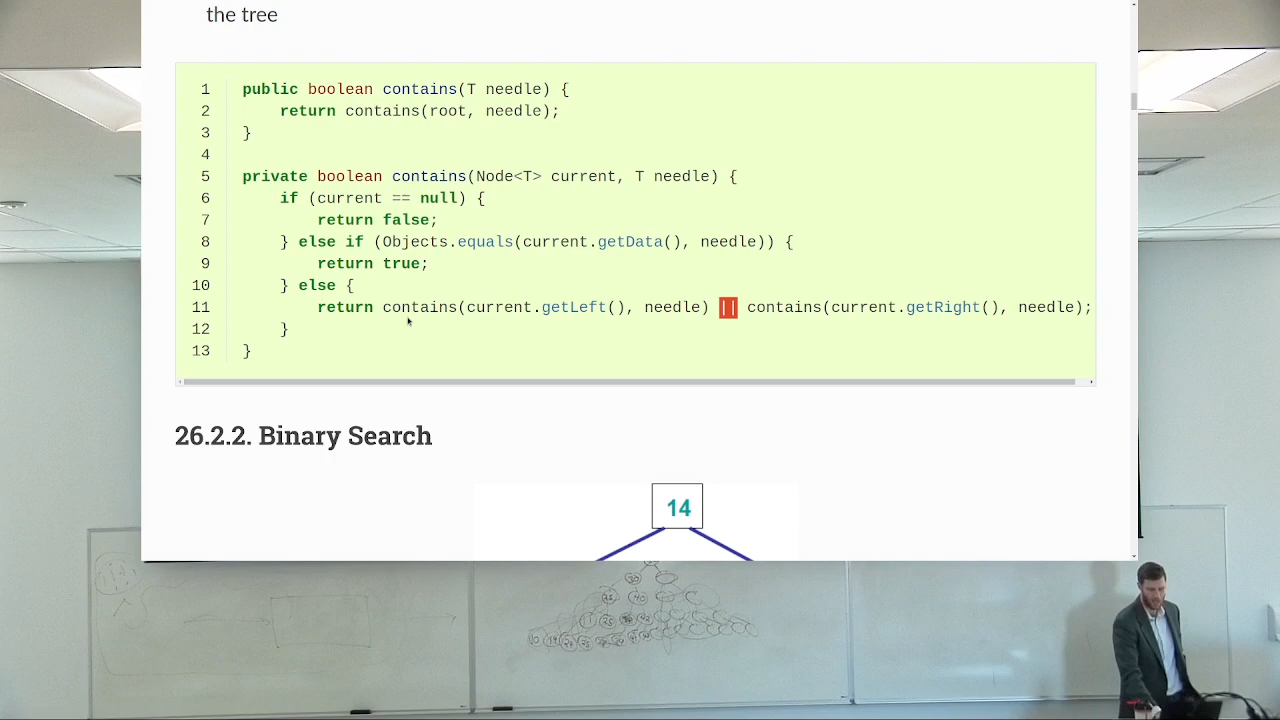 the tree
1 public boolean contains(T needle) {
2     return contains(root, needle);
3 }
4
5 private boolean contains(Node<T> current, T needle) {
6     if (current == null) {
7         return false;
8     } else if (Objects.equals(current.getData(), needle)) {
9         return true;
10     } else {
11         return contains(current.getLeft(), needle) || contains(current.getRight(), needle);
12     }
13 }
26.2.2. Binary Search
14